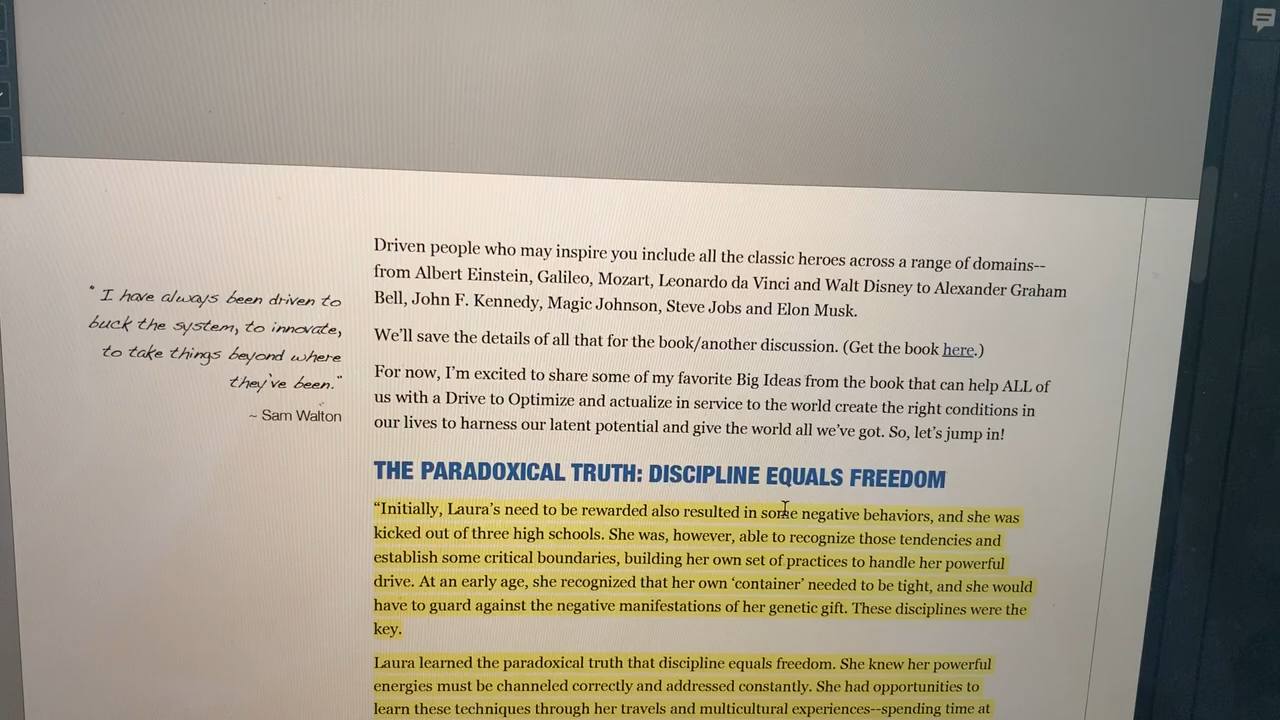 Driven people who may inspire you include all the classic heroes across a range of domains--
from Albert Einstein, Galileo, Mozart, Leonardo da Vinci and Walt Disney to Alexander Graham
Bell, John F. Kennedy, Magic Johnson, Steve Jobs and Elon Musk.
We'll save the details of all that for the book/another discussion. (Get the book here.)
For now, I'm excited to share some of my favorite Big Ideas from the book that can help ALL of
us with a Drive to Optimize and actualize in service to the world create the right conditions in
our lives to harness our latent potential and give the world all we've got. So, let's jump in!
"I have always been driven to
buck the system, to innovate,
to take things beyond where
they've been."
~ Sam Walton
THE PARADOXICAL TRUTH: DISCIPLINE EQUALS FREEDOM
"Initially, Laura's need to be rewarded also resulted in some negative behaviors, and she was
kicked out of three high schools. She was, however, able to recognize those tendencies and
establish some critical boundaries, building her own set of practices to handle her powerful
drive. At an early age, she recognized that her own 'container' needed to be tight, and she would
have to guard against the negative manifestations of her genetic gift. These disciplines were the
key.
Laura learned the paradoxical truth that discipline equals freedom. She knew her powerful
energies must be channeled correctly and addressed constantly. She had opportunities to
learn these techniques through her travels and multicultural experiences--spending time at